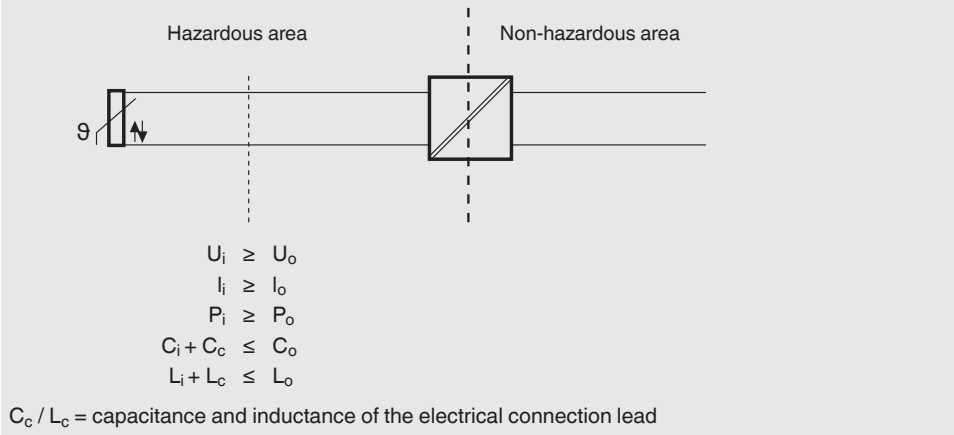 Hazardous area
Non-hazardous area
ϑ
Uᵢ ≥ Uₒ
Iᵢ ≥ Iₒ
Pᵢ ≥ Pₒ
Cᵢ + C꜀ ≤ Cₒ
Lᵢ + L꜀ ≤ Lₒ
C꜀ / L꜀ = capacitance and inductance of the electrical connection lead